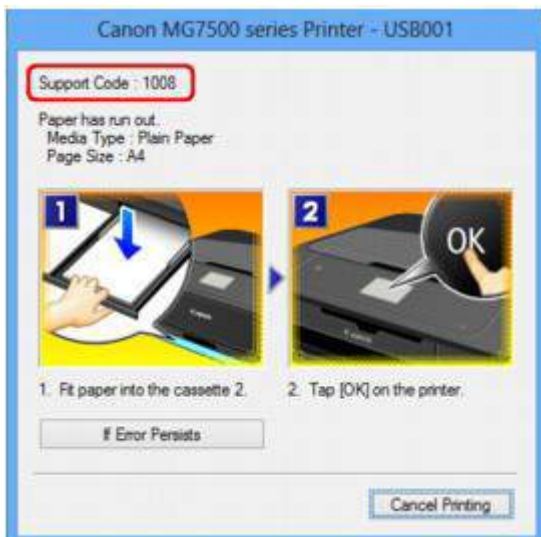 Canon MG7500 series Printer - USB001
Support Code : 1008
Paper has run out.
Media Type : Plain Paper
Page Size : A4
1
2
OK
Canon
Canon
1. Fit paper into the cassette 2.
2. Tap [OK] on the printer.
If Error Persists
Cancel Printing